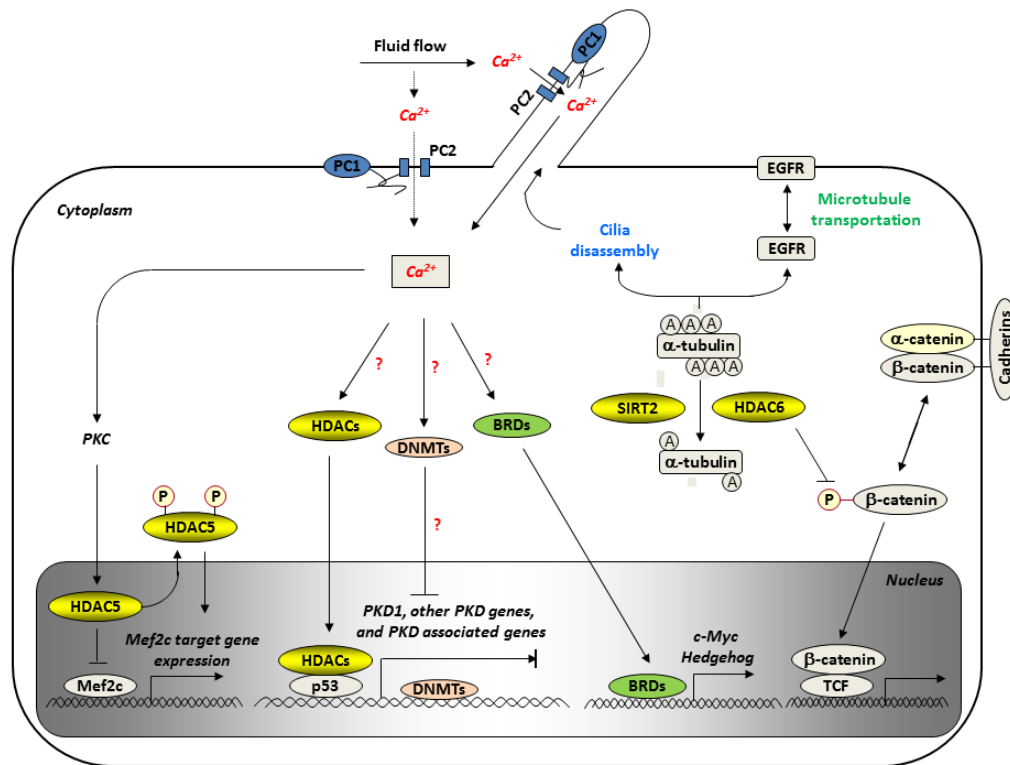 Fluid flow
Ca²⁺
PC1
PC2
Ca²⁺
Ca²⁺
PC1
PC2
EGFR
Cytoplasm
Microtubule
transportation
Cilia
disassembly
EGFR
Ca²⁺
A A A
α-tubulin
A A A
α-catenin
β-catenin
Cadherins
?
?
?
SIRT2
HDAC6
HDACs
BRDs
DNMTs
PKC
A
α-tubulin
A
P
P
HDAC5
P
β-catenin
?
Nucleus
HDAC5
PKD1, other PKD genes,
and PKD associated genes
Mef2c target gene
expression
c-Myc
Hedgehog
HDACs
p53
DNMTs
Mef2c
BRDs
β-catenin
TCF